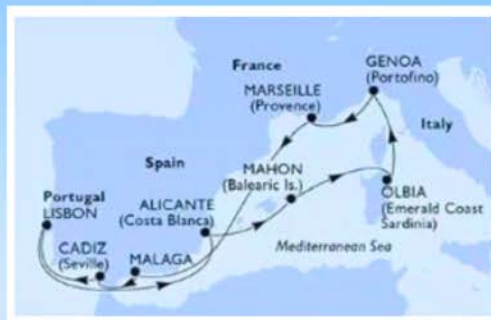 France
GENOA
(Portofino)
MARSEILLE
(Provence)
Italy
Spain
MAHON
(Balearic Is.)
Portugal
LISBON
ALICANTE
(Costa Blanca)
OLBIA
(Emerald Coast
Sardinia)
CADIZ
(Seville)
MALAGA
Mediterranean Sea